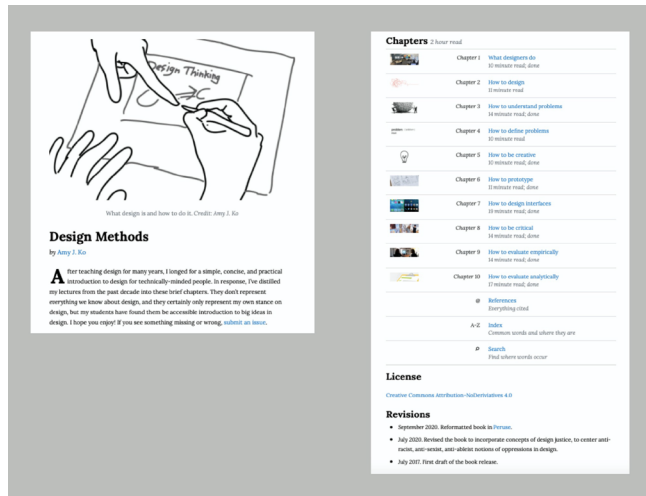 Design Thinking
What design is and how to do it. Credit: Amy J. Ko
Design Methods
by Amy J. Ko
After teaching design for many years, I longed for a simple, concise, and practical
introduction to design for technically-minded people. In response, I've distilled
my lectures from the past decade into these brief chapters. They don't represent
everything we know about design, and they certainly only represent my own stance on
design, but my students have found them be accessible introduction to big ideas in
design. I hope you enjoy! If you see something missing or wrong, submit an issue.
Chapters 2 hour read
Chapter 1 What designers do
10 minute read; done
Chapter 2 How to design
11 minute read
Chapter 3 How to understand problems
14 minute read; done
Chapter 4 How to define problems
10 minute read
Chapter 5 How to be creative
10 minute read; done
Chapter 6 How to prototype
11 minute read; done
Chapter 7 How to design interfaces
14 minute read; done
Chapter 8 How to be critical
14 minute read; done
Chapter 9 How to evaluate empirically
14 minute read; done
Chapter 10 How to evaluate analytically
17 minute read; done
@ References
Everything cited
A-Z Index
Common words and where they are
Search
Find where words occur
License
Creative Commons Attribution-NoDerivatives 4.0
Revisions
• September 2020. Reformatted book in Peruse.
• July 2020. Revised the book to incorporate concepts of design justice, to center anti-
racist, anti-sexist, anti-ableist notions of oppressions in design.
• July 2017. First draft of the book release.